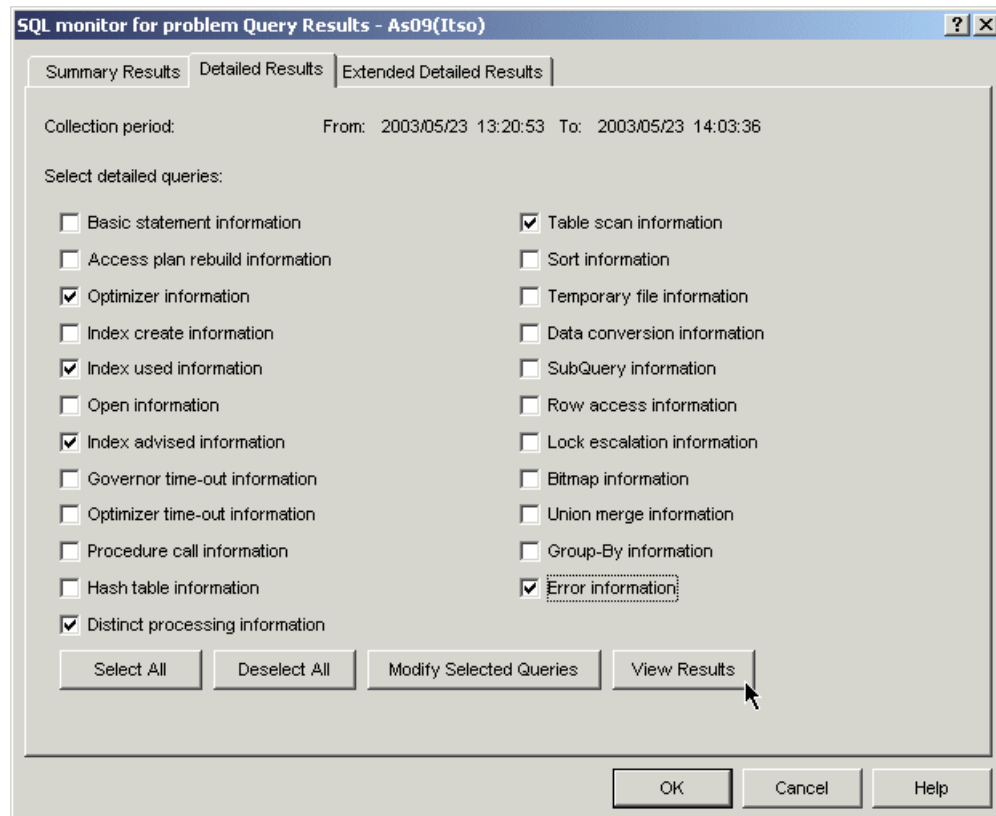 SQL monitor for problem Query Results - As09(Itso)
Summary Results Detailed Results Extended Detailed Results
Collection period: From: 2003/05/23 13:20:53 To: 2003/05/23 14:03:36
Select detailed queries:
Basic statement information
Access plan rebuild information
Optimizer information
Index create information
Index used information
Open information
Index advised information
Governor time-out information
Optimizer time-out information
Procedure call information
Hash table information
Distinct processing information
Table scan information
Sort information
Temporary file information
Data conversion information
SubQuery information
Row access information
Lock escalation information
Bitmap information
Union merge information
Group-By information
Error information
Select All Deselect All Modify Selected Queries View Results
OK Cancel Help